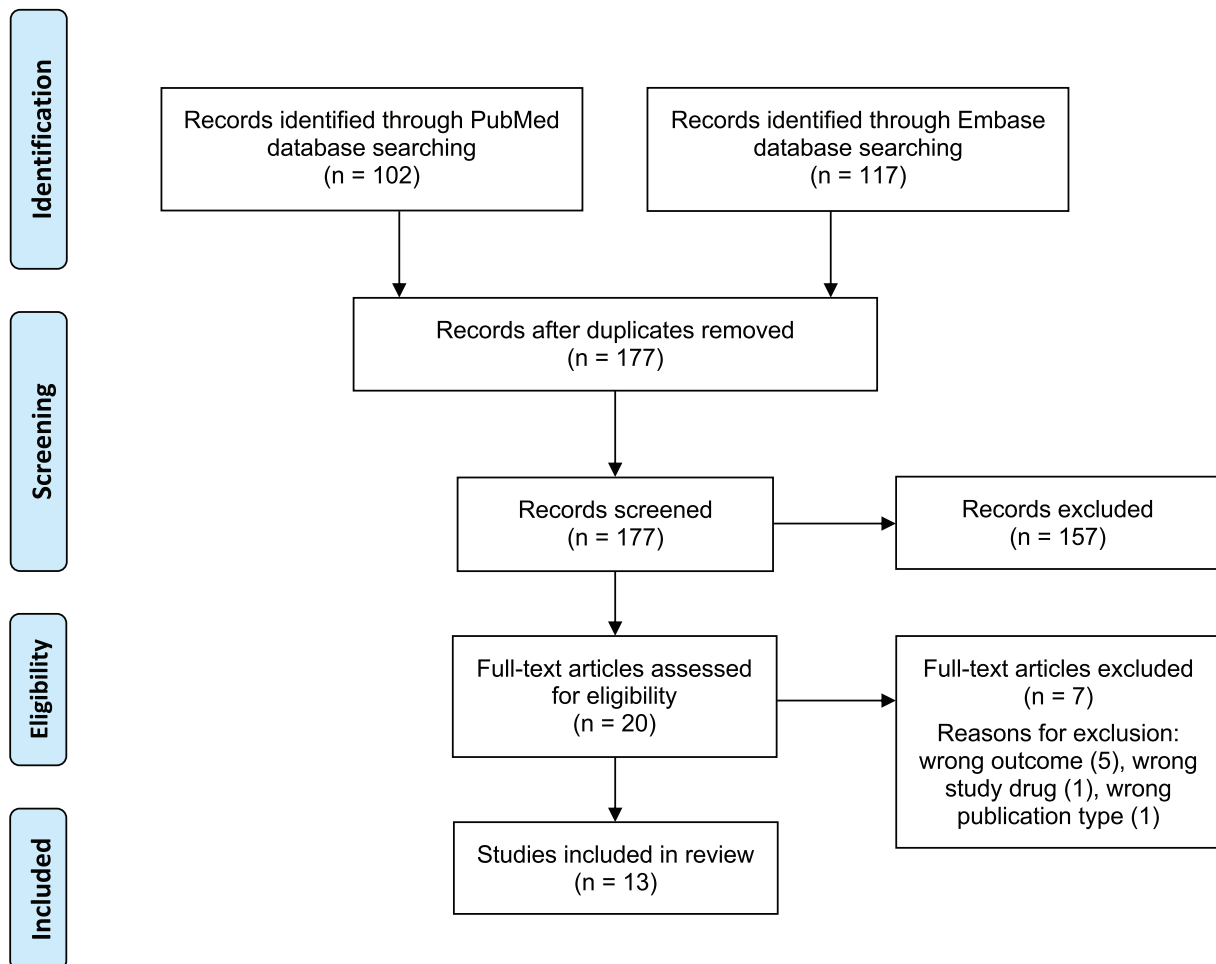 Identification
Records identified through PubMed
database searching
(n = 102)
Records identified through Embase
database searching
(n = 117)
Screening
Records after duplicates removed
(n = 177)
Records screened
(n = 177)
Records excluded
(n = 157)
Eligibility
Full-text articles assessed
for eligibility
(n = 20)
Full-text articles excluded
(n = 7)
Reasons for exclusion:
wrong outcome (5), wrong
study drug (1), wrong
publication type (1)
Included
Studies included in review
(n = 13)